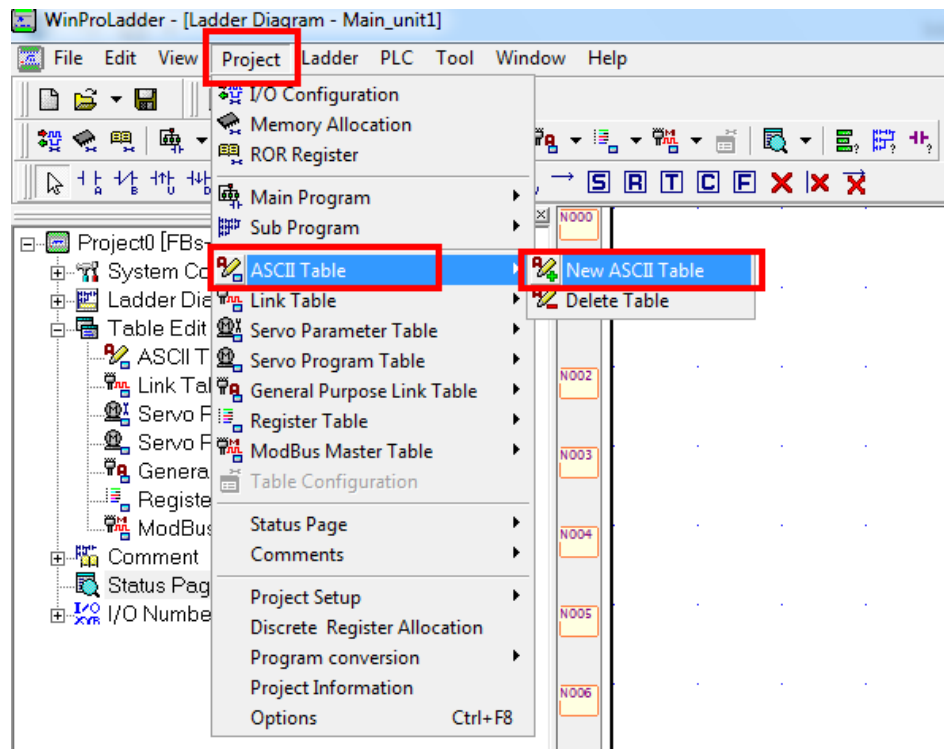 WinProLadder - [Ladder Diagram - Main_unit1]
File Edit View Project Ladder PLC Tool Window Help
I/O Configuration
Memory Allocation
ROR Register
Main Program
Sub Program
ASCII Table
New ASCII Table
Delete Table
Link Table
Servo Parameter Table
Servo Program Table
General Purpose Link Table
Register Table
ModBus Master Table
Table Configuration
Status Page
Comments
Project Setup
Discrete Register Allocation
Program conversion
Project Information
Options Ctrl+F8
S R T C F
Project0 [FBs-
System Co
Ladder Die
Table Edit
ASCII T
Link Tal
Servo F
Servo F
Genera
Registe
ModBus
Comment
Status Pag
I/O Numbe
N000
N002
N003
N004
N005
N006